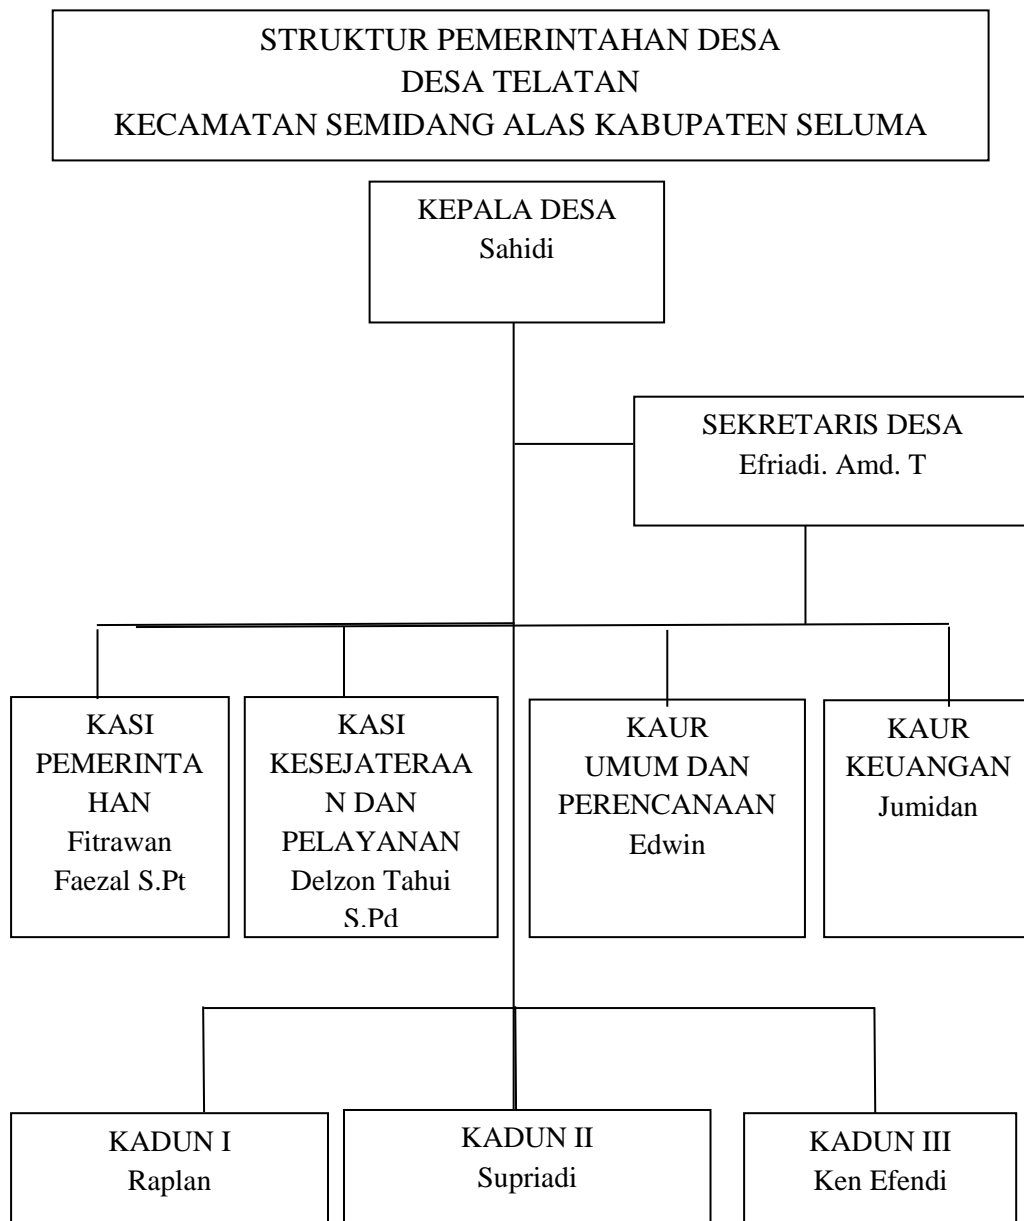 STRUKTUR PEMERINTAHAN DESA
DESA TELATAN
KECAMATAN SEMIDANG ALAS KABUPATEN SELUMA
KEPALA DESA
Sahidi
SEKRETARIS DESA
Efriadi. Amd. T
KASI
PEMERINTA
HAN
Fitrawan
Faezal S.Pt
KASI
KESEJATERAA
N DAN
PELAYANAN
Delzon Tahui
S.Pd
KAUR
UMUM DAN
PERENCANAAN
Edwin
KAUR
KEUANGAN
Jumidan
KADUN I
Raplan
KADUN II
Supriadi
KADUN III
Ken Efendi